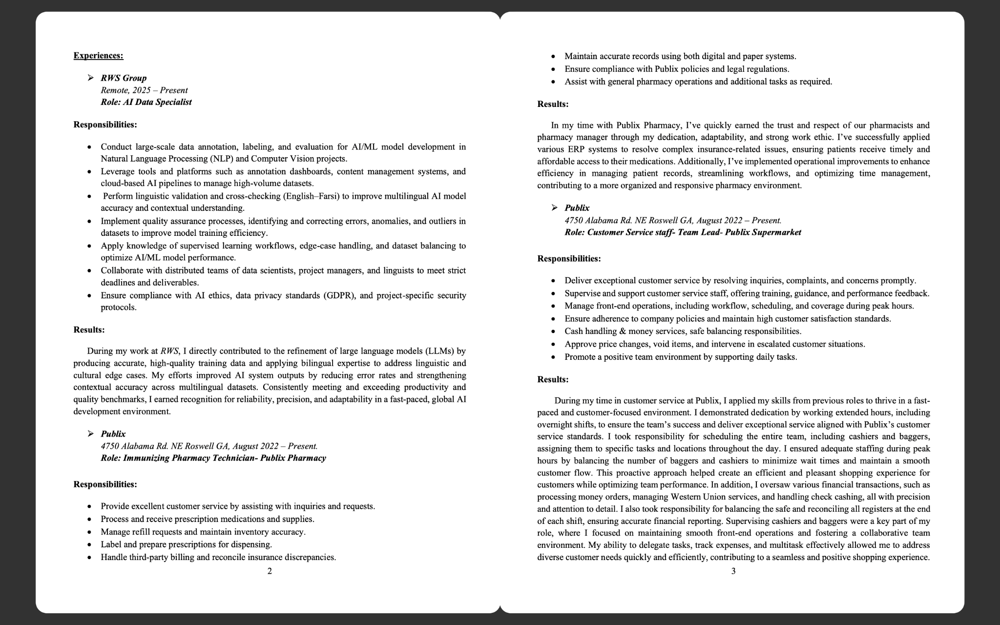 Experiences:
➢ RWS Group
Remote, 2025 – Present
Role: AI Data Specialist
Responsibilities:
• Conduct large-scale data annotation, labeling, and evaluation for AI/ML model development in
Natural Language Processing (NLP) and Computer Vision projects.
• Leverage tools and platforms such as annotation dashboards, content management systems, and
cloud-based AI pipelines to manage high-volume datasets.
• Perform linguistic validation and cross-checking (English–Farsi) to improve multilingual AI model
accuracy and contextual understanding.
• Implement quality assurance processes, identifying and correcting errors, anomalies, and outliers in
datasets to improve model training efficiency.
• Apply knowledge of supervised learning workflows, edge-case handling, and dataset balancing to
optimize AI/ML model performance.
• Collaborate with distributed teams of data scientists, project managers, and linguists to meet strict
deadlines and deliverables.
• Ensure compliance with AI ethics, data privacy standards (GDPR), and project-specific security
protocols.
Results:
During my work at RWS, I directly contributed to the refinement of large language models (LLMs) by
producing accurate, high-quality training data and applying bilingual expertise to address linguistic and
cultural edge cases. My efforts improved AI system outputs by reducing error rates and strengthening
contextual accuracy across multilingual datasets. Consistently meeting and exceeding productivity and
quality benchmarks, I earned recognition for reliability, precision, and adaptability in a fast-paced, global AI
development environment.
➢ Publix
4750 Alabama Rd. NE Roswell GA, August 2022 – Present.
Role: Immunizing Pharmacy Technician- Publix Pharmacy
Responsibilities:
• Provide excellent customer service by assisting with inquiries and requests.
• Process and receive prescription medications and supplies.
• Manage refill requests and maintain inventory accuracy.
• Label and prepare prescriptions for dispensing.
• Handle third-party billing and reconcile insurance discrepancies.
2
• Maintain accurate records using both digital and paper systems.
• Ensure compliance with Publix policies and legal regulations.
• Assist with general pharmacy operations and additional tasks as required.
Results:
In my time with Publix Pharmacy, I’ve quickly earned the trust and respect of our pharmacists and
pharmacy manager through my dedication, adaptability, and strong work ethic. I’ve successfully applied
various ERP systems to resolve complex insurance-related issues, ensuring patients receive timely and
affordable access to their medications. Additionally, I’ve implemented operational improvements to enhance
efficiency in managing patient records, streamlining workflows, and optimizing time management,
contributing to a more organized and responsive pharmacy environment.
➢ Publix
4750 Alabama Rd. NE Roswell GA, August 2022 – Present.
Role: Customer Service staff- Team Lead- Publix Supermarket
Responsibilities:
• Deliver exceptional customer service by resolving inquiries, complaints, and concerns promptly.
• Supervise and support customer service staff, offering training, guidance, and performance feedback.
• Manage front-end operations, including workflow, scheduling, and coverage during peak hours.
• Ensure adherence to company policies and maintain high customer satisfaction standards.
• Cash handling & money services, safe balancing responsibilities.
• Approve price changes, void items, and intervene in escalated customer situations.
• Promote a positive team environment by supporting daily tasks.
Results:
During my time in customer service at Publix, I applied my skills from previous roles to thrive in a fast-
paced and customer-focused environment. I demonstrated dedication by working extended hours, including
overnight shifts, to ensure the team’s success and deliver exceptional service aligned with Publix’s customer
service standards. I took responsibility for scheduling the entire team, including cashiers and baggers,
assigning them to specific tasks and locations throughout the day. I ensured adequate staffing during peak
hours by balancing the number of baggers and cashiers to minimize wait times and maintain a smooth
customer flow. This proactive approach helped create an efficient and pleasant shopping experience for
customers while optimizing team performance. In addition, I oversaw various financial transactions, such as
processing money orders, managing Western Union services, and handling check cashing, all with precision
and attention to detail. I also took responsibility for balancing the safe and reconciling all registers at the end
of each shift, ensuring accurate financial reporting. Supervising cashiers and baggers were a key part of my
role, where I focused on maintaining smooth front-end operations and fostering a collaborative team
environment. My ability to delegate tasks, track expenses, and multitask effectively allowed me to address
diverse customer needs quickly and efficiently, contributing to a seamless and positive shopping experience.
3